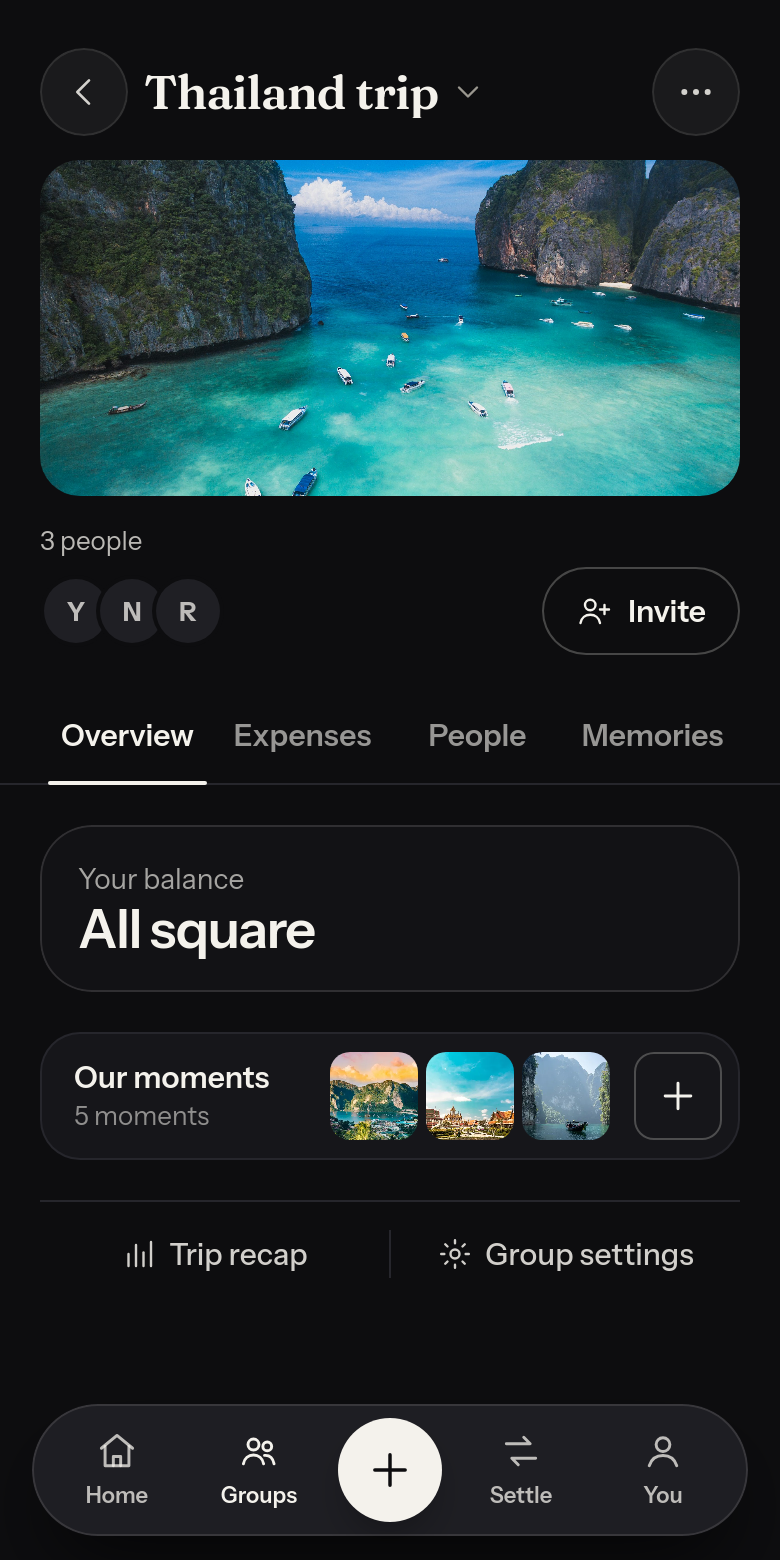 Thailand trip
3 people
Y N R
Invite
Overview Expenses People Memories
Your balance
All square
Our moments
5 moments
Trip recap Group settings
Home Groups Settle You